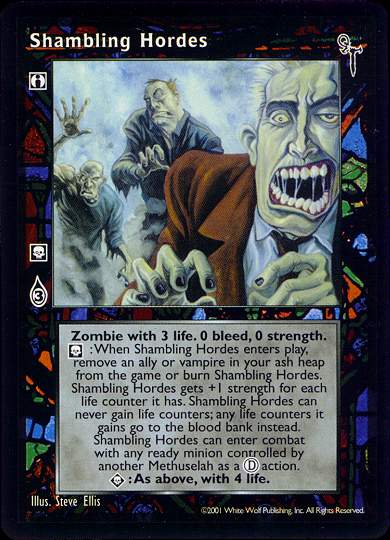 Shambling Hordes
3
Zombie with 3 life. 0 bleed, 0 strength.
:When Shambling Hordes enters play,
remove an ally or vampire in your ash heap
from the game or burn Shambling Hordes.
Shambling Hordes gets +1 strength for each
life counter it has. Shambling Hordes can
never gain life counters; any life counters it
gains go to the blood bank instead.
Shambling Hordes can enter combat
with any ready minion controlled by
another Methuselah as a D action.
:As above, with 4 life.
Illus. Steve Ellis
©2001 White Wolf Publishing, Inc. All Rights Reserved.